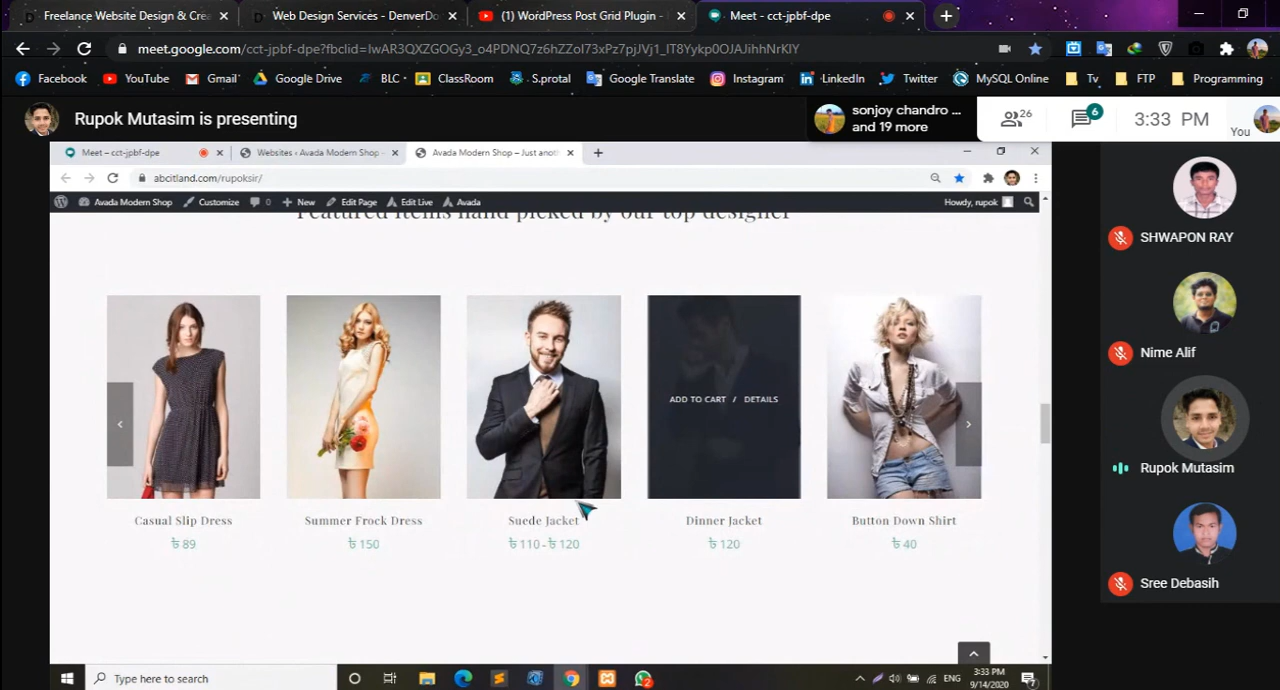 Freelance Website Design & Crea
Web Design Services - DenverDo
(1) WordPress Post Grid Plugin -
Meet - cct-jpbf-dpe
meet.google.com/cct-jpbf-dpe?fbclid=IwAR3QXZGOGy3_o4PDNQ7z6hZZoI73xPz7pjJVj1_IT8Yykp0OJAJihhNrKIY
Facebook
YouTube
Gmail
Google Drive
BLC
ClassRoom
S.protal
Google Translate
Instagram
LinkedIn
Twitter
MySQL Online
Tv
FTP
Programming
Rupok Mutasim is presenting
sonjoy chandro ...
and 19 more
26
6
3:33 PM
You
Meet – cct-jpbf-dpe
Websites ‹ Avada Modern Shop –
Avada Modern Shop – Just anoth
abcitland.com/rupoksir/
Avada Modern Shop
Customize
0
New
Edit Page
Edit Live
Avada
Howdy, rupok
Featured items hand picked by our top designer
ADD TO CART / DETAILS
Casual Slip Dress
Summer Frock Dress
Suede Jacket
Dinner Jacket
Button Down Shirt
৳ 89
৳ 150
৳ 110 - ৳ 120
৳ 120
৳ 40
SHWAPON RAY
Nime Alif
Rupok Mutasim
Sree Debasih
Type here to search
2
ENG
3:33 PM
9/14/2020
7